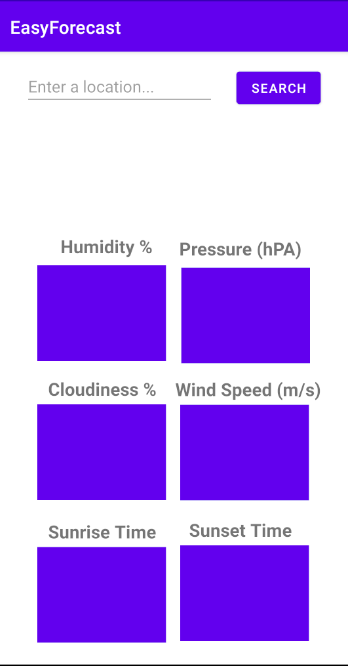 EasyForecast
Enter a location...
SEARCH
Humidity %
Pressure (hPA)
Cloudiness %
Wind Speed (m/s)
Sunrise Time
Sunset Time